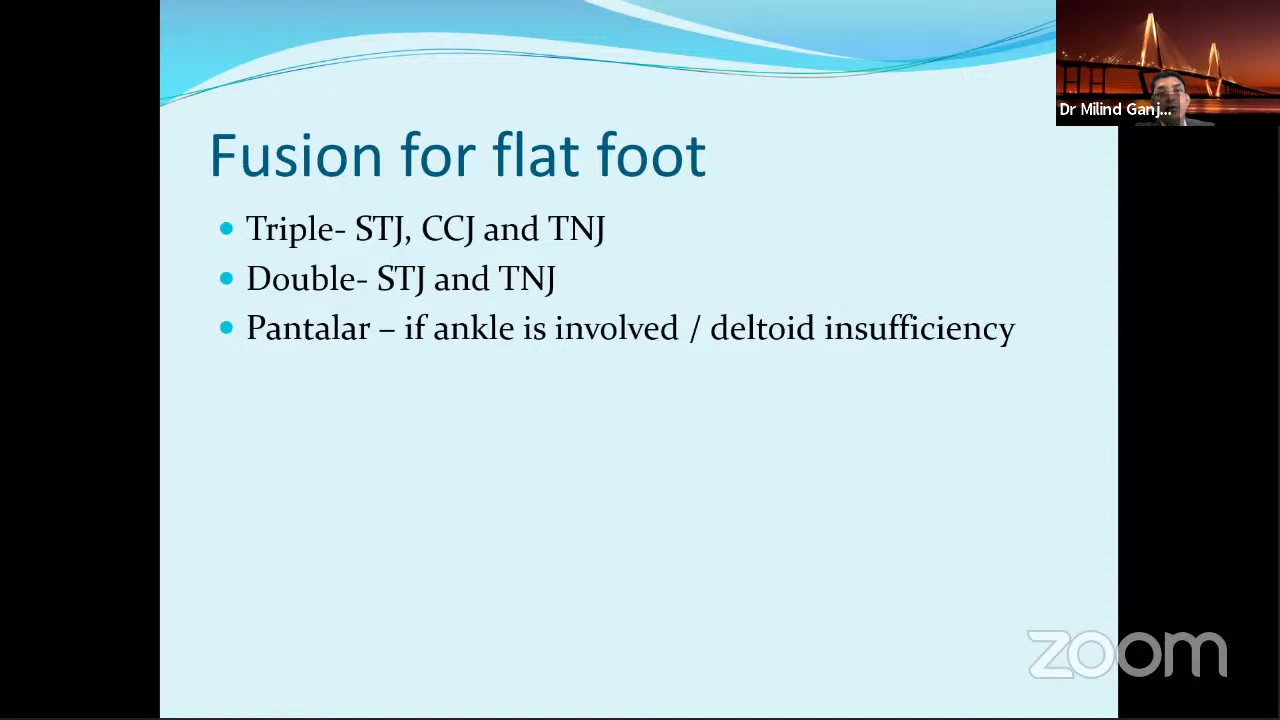 Dr Milind Ganj...
Fusion for flat foot
• Triple- STJ, CCJ and TNJ
• Double- STJ and TNJ
• Pantalar – if ankle is involved / deltoid insufficiency
zoom